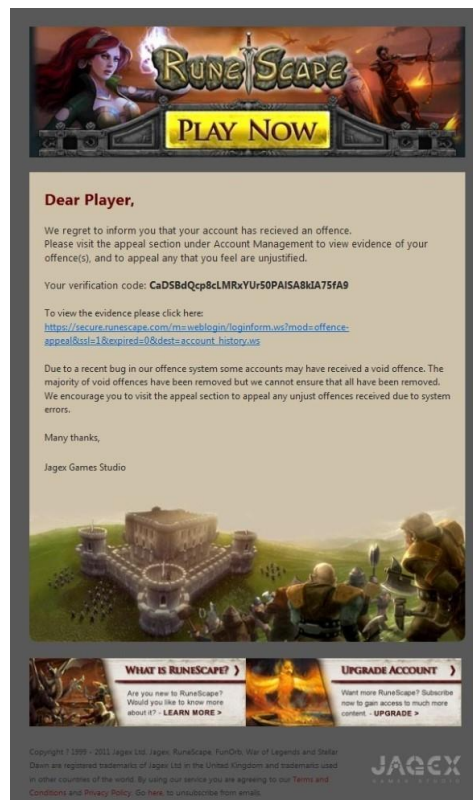 RUNESCAPE
PLAY NOW
Dear Player,
We regret to inform you that your account has recieved an offence.
Please visit the appeal section under Account Management to view evidence of your
offence(s), and to appeal any that you feel are unjustified.
Your verification code: CaDSBdQcp8cLMRxYUr50PAISA8kIA75fA9
To view the evidence please click here:
https://secure.runescape.com/m=weblogin/loginform.ws?mod=offence-
appeal&ssl=1&expired=0&dest=account_history.ws
Due to a recent bug in our offence system some accounts may have received a void offence. The
majority of void offences have been removed but we cannot ensure that all have been removed.
We encourage you to visit the appeal section to appeal any unjust offences received due to system
errors.
Many thanks,
Jagex Games Studio
WHAT IS RUNESCAPE? ❭
Are you new to RuneScape?
Would you like to know more
about it? - LEARN MORE >
UPGRADE ACCOUNT ❭
Want more RuneScape? Subscribe
now to gain access to much more
content. - UPGRADE >
Copyright ? 1999 - 2011 Jagex Ltd. Jagex, RuneScape, FunOrb, War of Legends and Stellar
Dawn are registered trademarks of Jagex Ltd in the United Kingdom and trademarks used
in other countries of the world. By using our service you are agreeing to our Terms and
Conditions and Privacy Policy. Go here, to unsubscribe from emails.
JAGEX
GAMES STUDIO